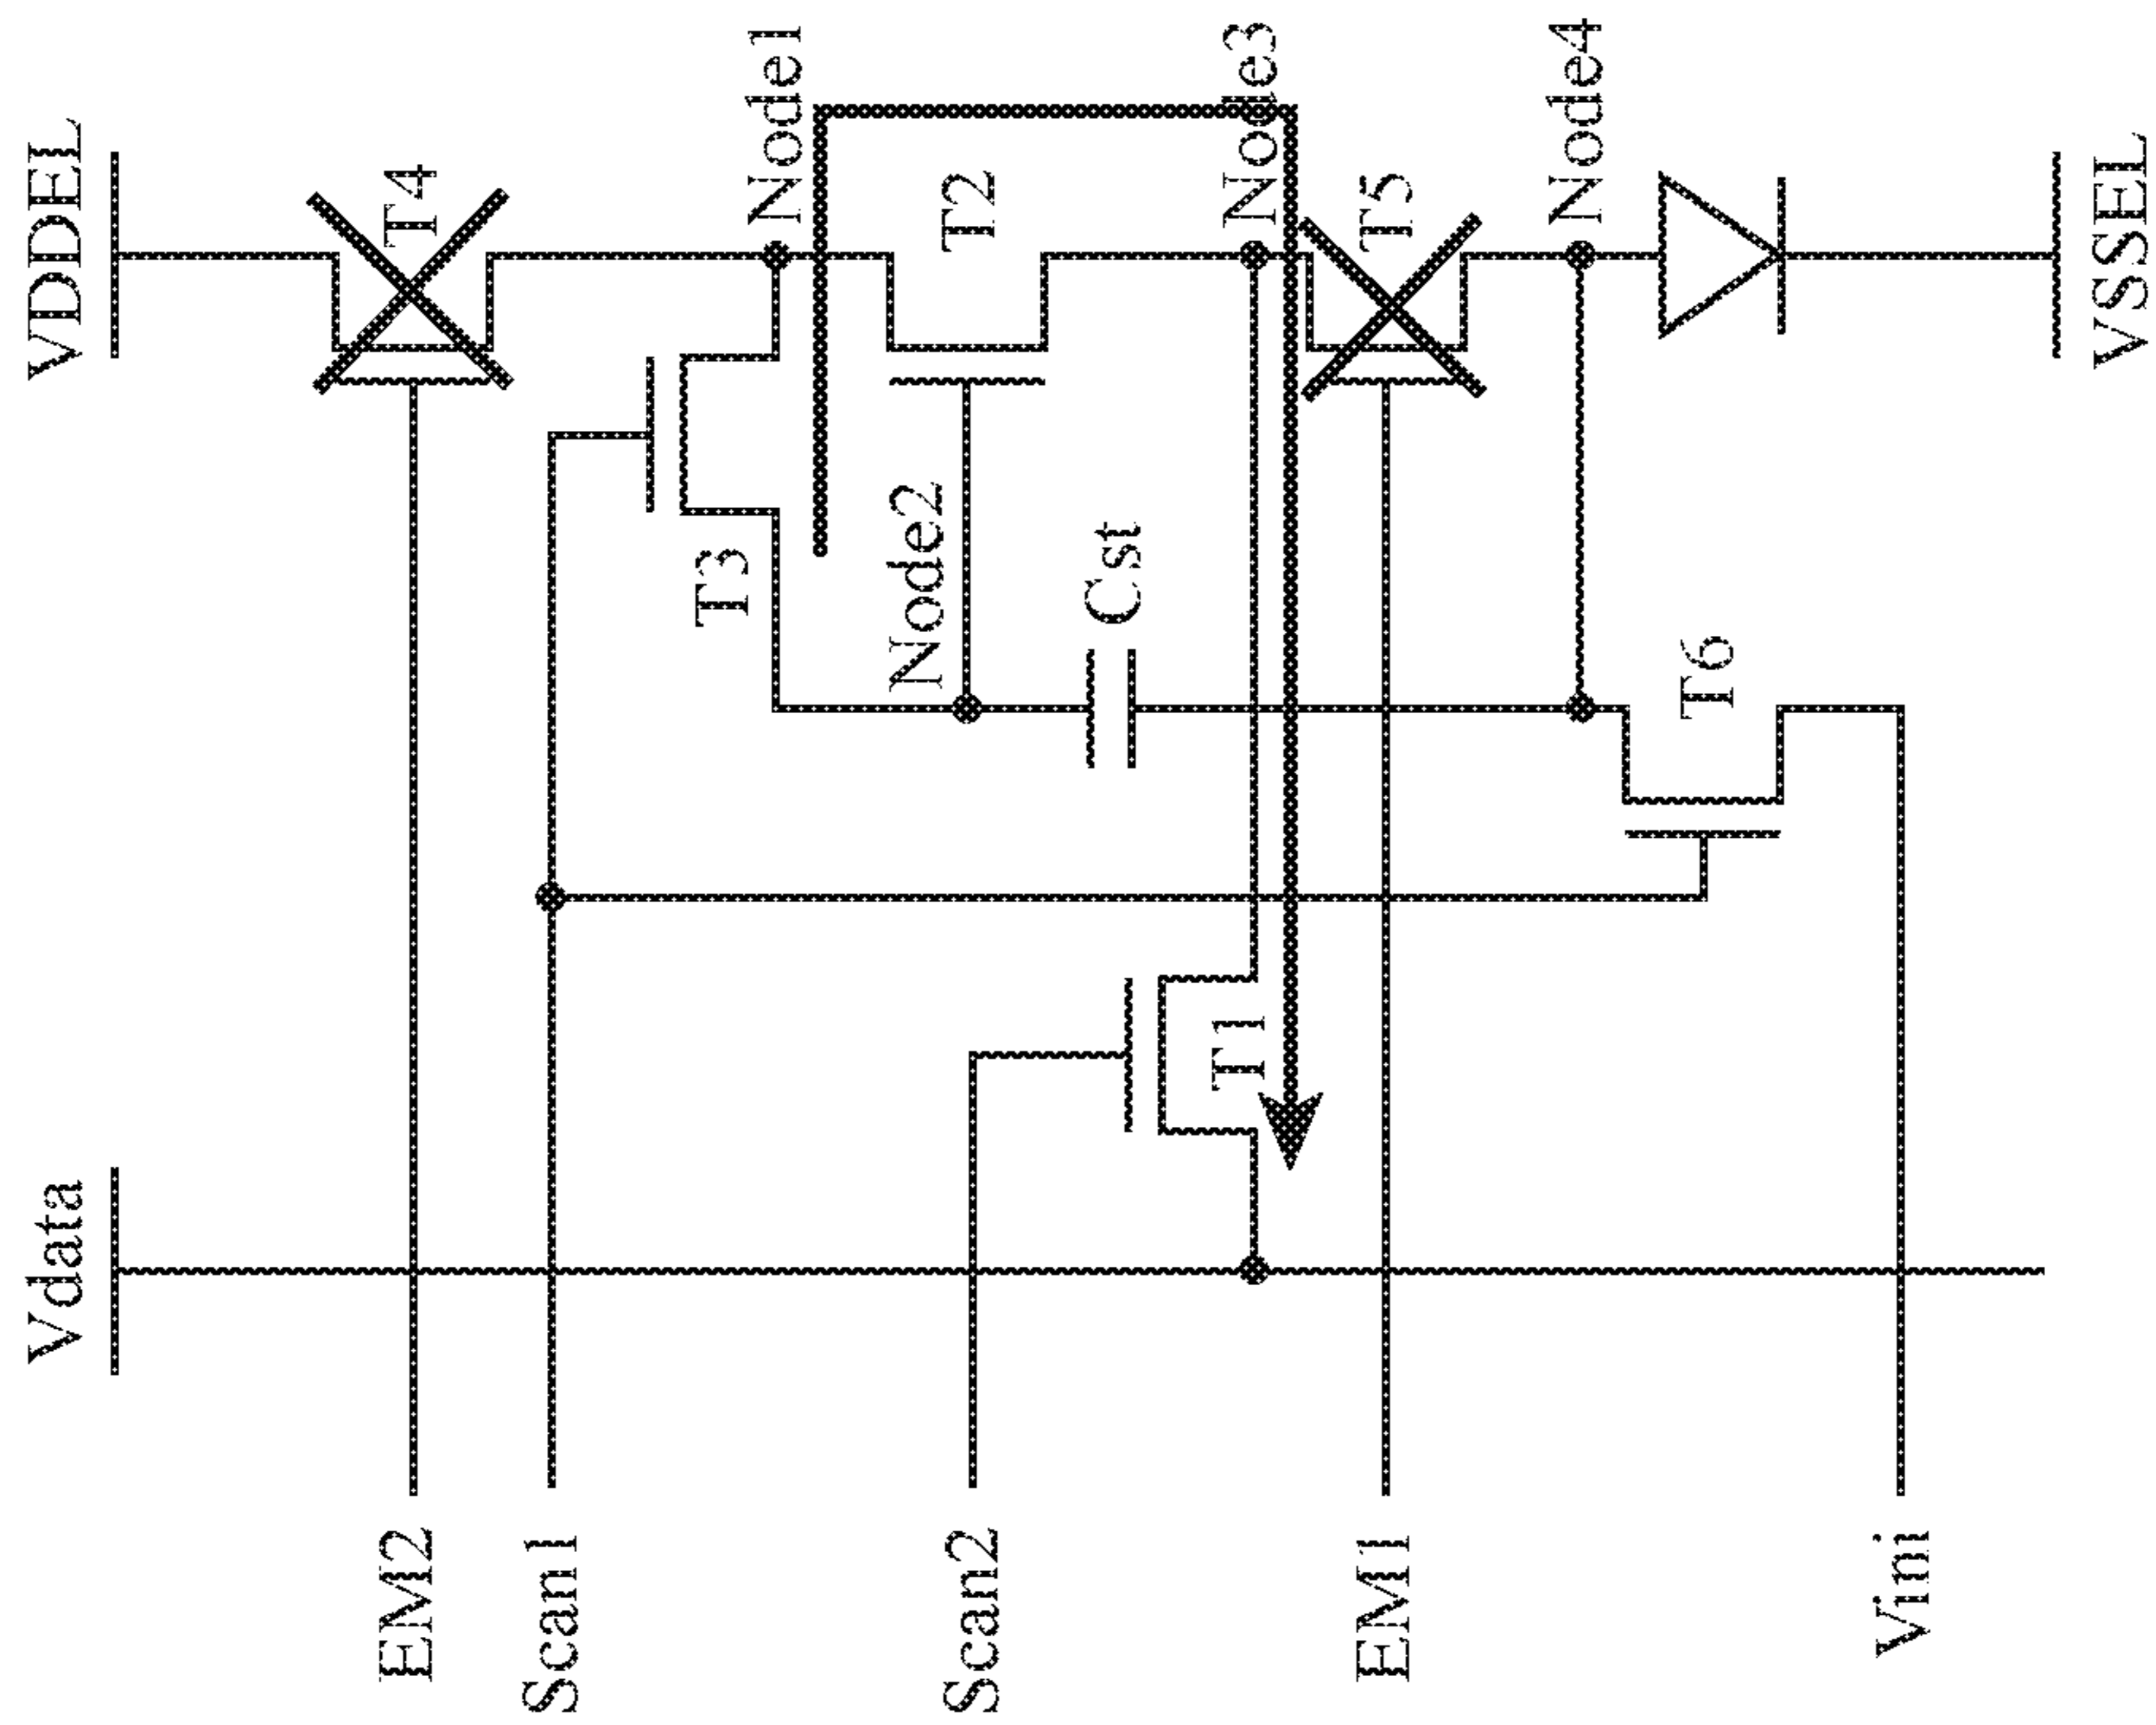 VDDEL
Vdata
T4
EM2
Node1
T3
Scan1
T2
Node2
Scan2
Cst
Node3
T1
T5
EM1
Node4
T6
Vini
VSSEL